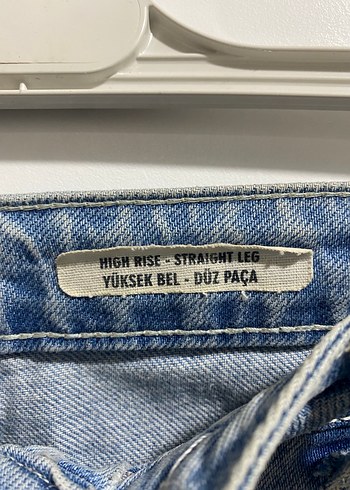 HIGH RISE - STRAIGHT LEG
YÜKSEK BEL - DÜZ PAÇA